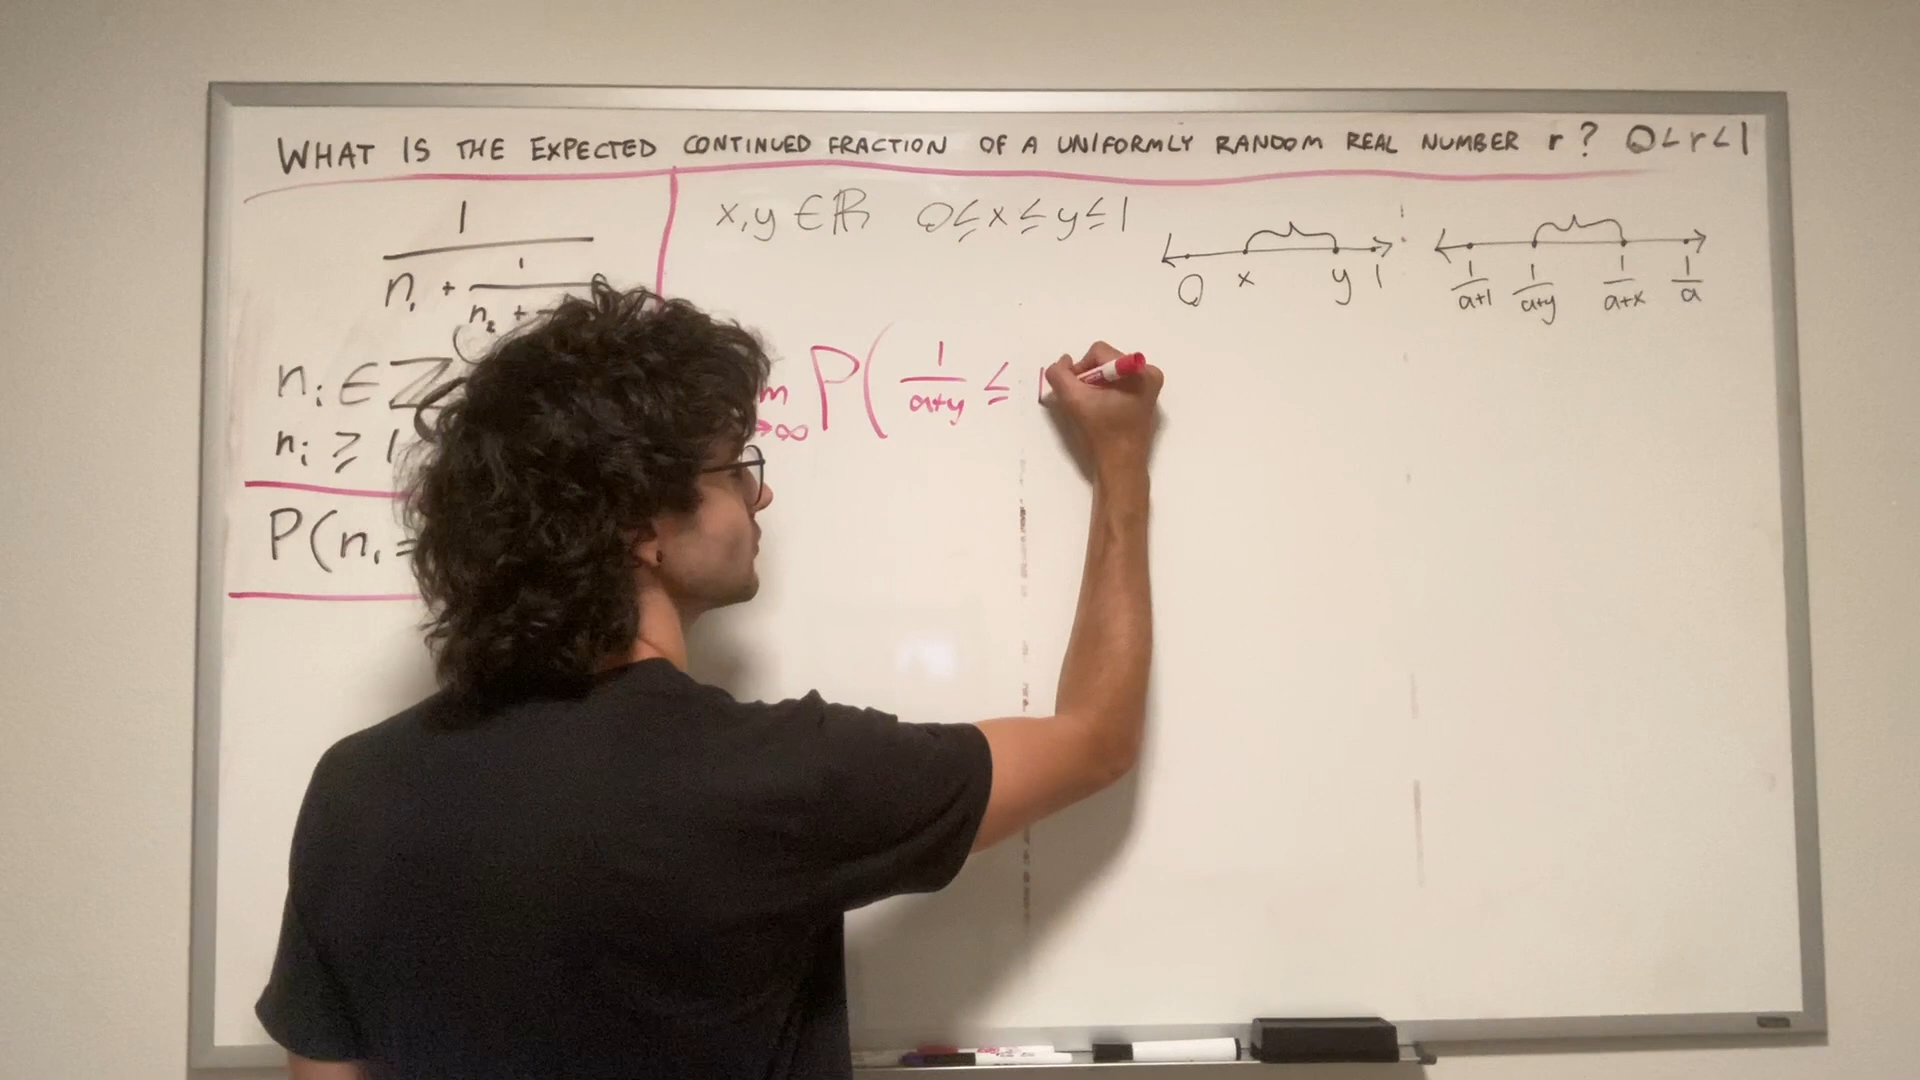 WHAT IS THE EXPECTED CONTINUED FRACTION OF A UNIFORMLY RANDOM REAL NUMBER r? 0<r<1
1
n₁ + 1
n₂ +
nᵢ ∈ ℤ
nᵢ ≥ 1
P(n₁ =
x,y ∈ ℝ 0≤x≤y≤1
0 x y 1
:
1/(a+1) 1/(a+y) 1/(a+x) 1/a
m →∞ P( 1/(a+y) ≤